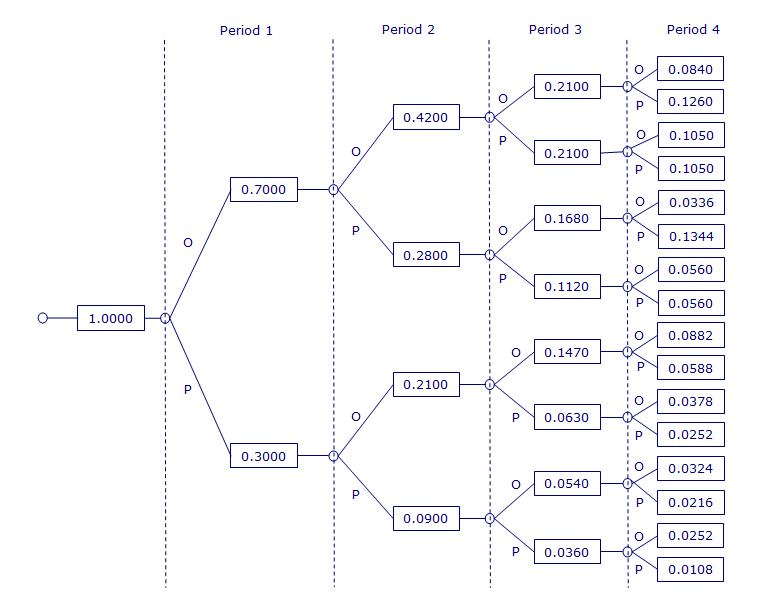 Period 1 Period 2 Period 3 Period 4
O 0.0840
0.2100
O
P 0.1260
0.4200
O 0.1050
P
0.2100
O
P 0.1050
0.7000
O 0.0336
0.1680
O
P
P 0.1344
O
0.2800
O 0.0560
P
0.1120
P 0.0560
1.0000
O 0.0882
0.1470
O
P 0.0588
0.2100
P
O 0.0378
O
P
0.0630
P 0.0252
0.3000
O 0.0324
0.0540
O
P
P 0.0216
0.0900
O 0.0252
P
0.0360
P 0.0108